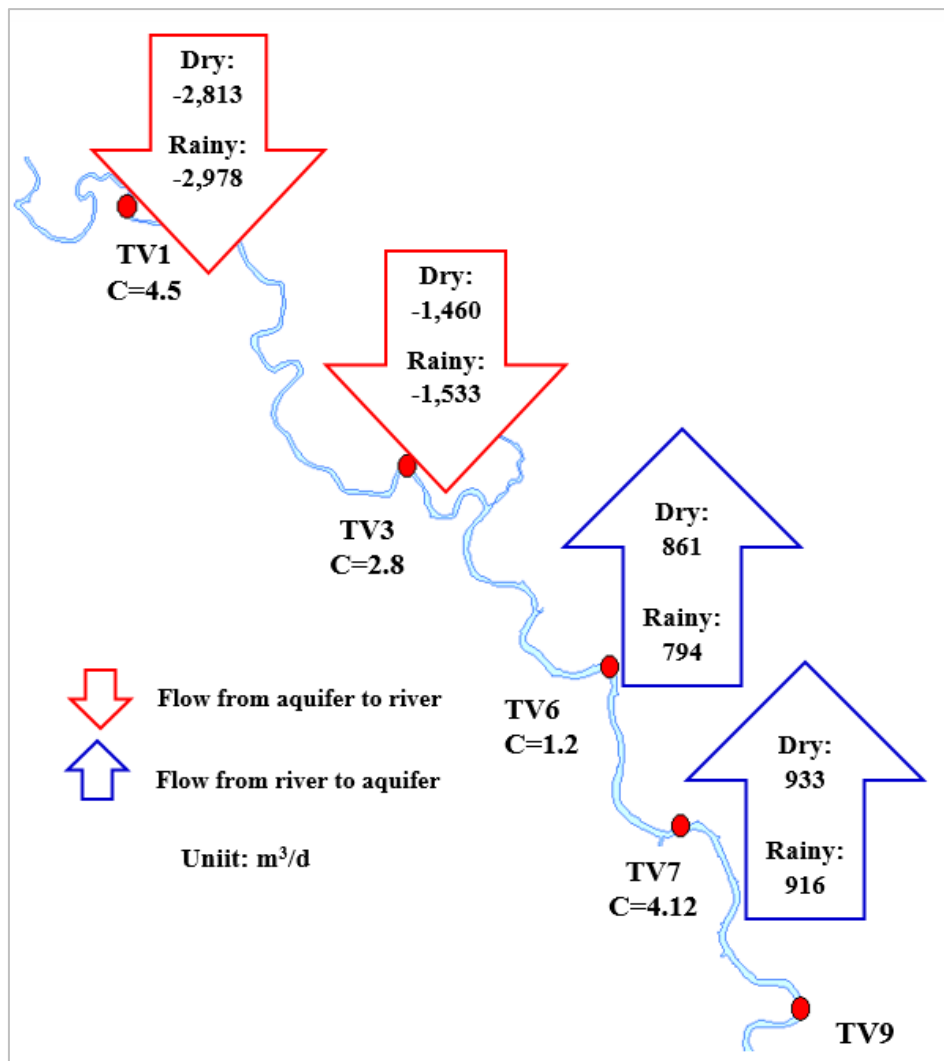 Dry:
-2,813
Rainy:
-2,978
TV1
C=4.5
Dry:
-1,460
Rainy:
-1,533
TV3
C=2.8
Dry:
861
Rainy:
794
TV6
C=1.2
Dry:
933
Rainy:
916
TV7
C=4.12
TV9
Flow from aquifer to river
Flow from river to aquifer
Uniit: m³/d